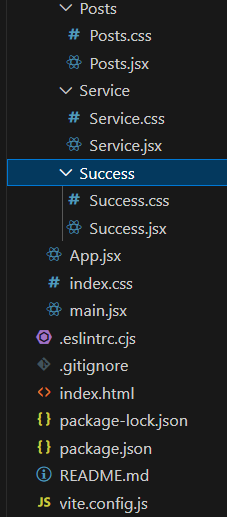 Posts
Posts.css
Posts.jsx
Service
Service.css
Service.jsx
Success
Success.css
Success.jsx
App.jsx
index.css
main.jsx
.eslintrc.cjs
.gitignore
index.html
package-lock.json
package.json
README.md
vite.config.js